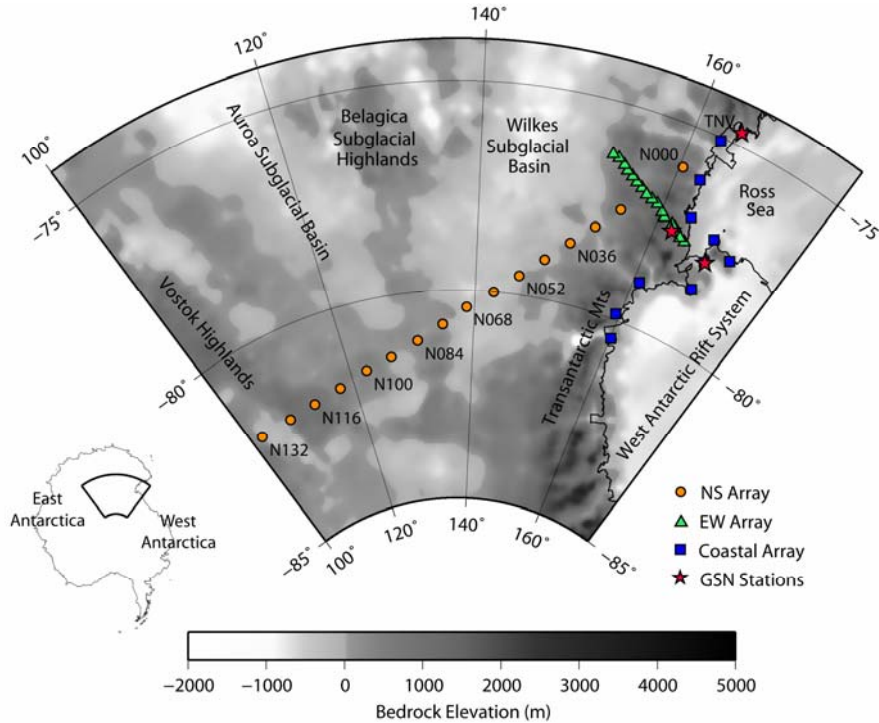 140°
120°
160°
100°
TNV
Belagica
Subglacial
Highlands
Wilkes
Subglacial
Basin
N000
Auroa Subglacial Basin
Ross
Sea
−75°
−75°
N036
N052
Vostok Highlands
N068
Transantarctic Mts
N084
West Antarctic Rift System
N100
−80°
−80°
N116
N132
East
Antarctica
West
Antarctica
−85°
100°
120°
140°
160°
−85°
NS Array
EW Array
Coastal Array
GSN Stations
−2000 −1000 0 1000 2000 3000 4000 5000
Bedrock Elevation (m)